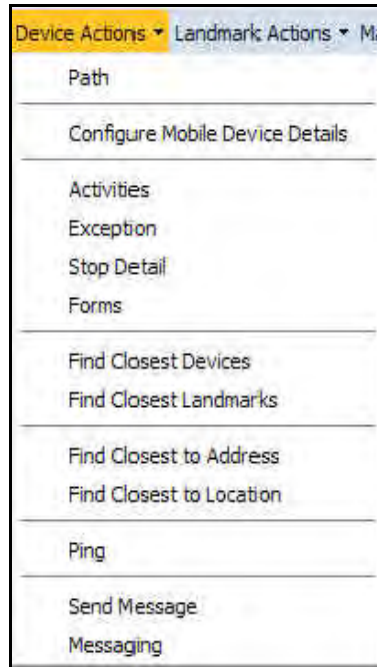 Device Actions Landmark Actions Ma
Path
Configure Mobile Device Details
Activities
Exception
Stop Detail
Forms
Find Closest Devices
Find Closest Landmarks
Find Closest to Address
Find Closest to Location
Ping
Send Message
Messaging